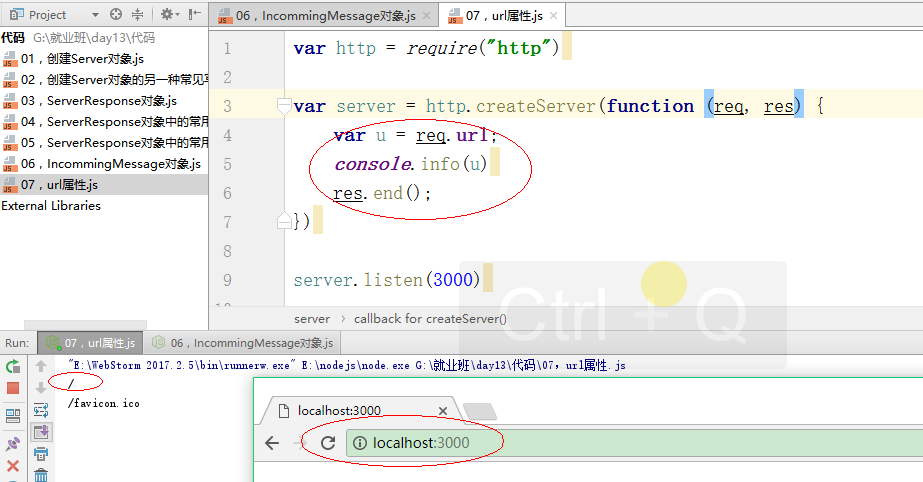 Project
06，IncommingMessage对象.js
07，url属性.js
代码 G:\就业班\day13\代码
01，创建Server对象.js
02，创建Server对象的另一种常见写
03，ServerResponse对象.js
04，ServerResponse对象中的常用
05，ServerResponse对象中的常用
06，IncommingMessage对象.js
07，url属性.js
External Libraries
1 var http = require("http")
2
3 var server = http.createServer(function (req, res) {
4 var u = req.url;
5 console.info(u)
6 res.end();
7 })
8
9 server.listen(3000)
Ctrl + Q
server callback for createServer()
Run: 07，url属性.js 06，IncommingMessage对象.js
"E:\WebStorm 2017.2.5\bin\runnerw.exe" E:\nodejs\node.exe G:\就业班\day13\代码\07，url属性.js
/
/favicon.ico
localhost:3000
localhost:3000